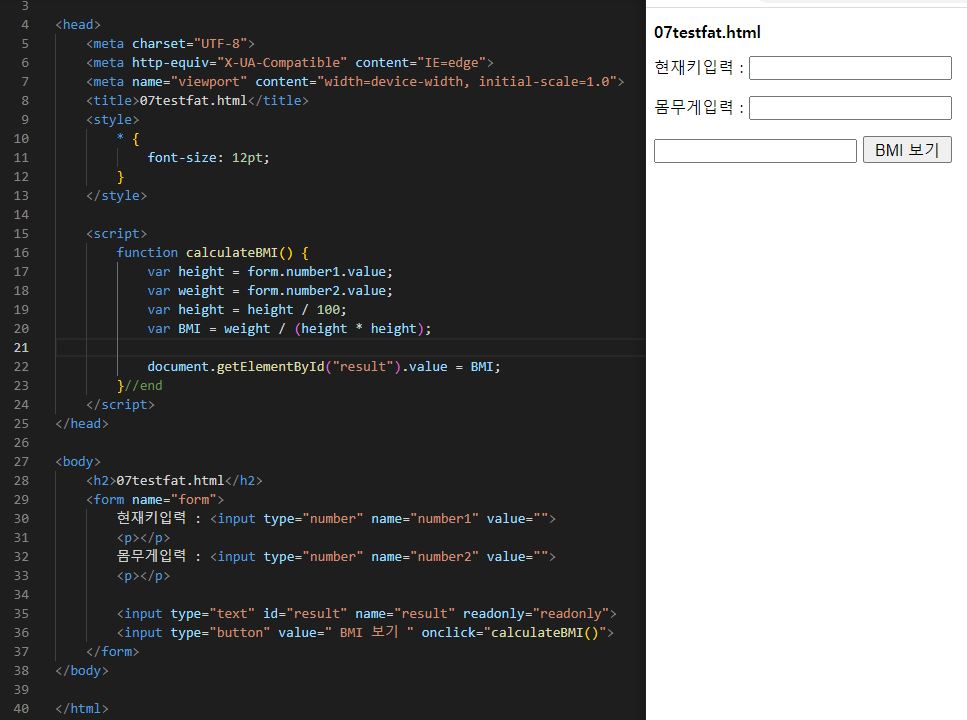 3
4 <head>
5 <meta charset="UTF-8">
6 <meta http-equiv="X-UA-Compatible" content="IE=edge">
7 <meta name="viewport" content="width=device-width, initial-scale=1.0">
8 <title>07testfat.html</title>
9 <style>
10 * {
11 font-size: 12pt;
12 }
13 </style>
14
15 <script>
16 function calculateBMI() {
17 var height = form.number1.value;
18 var weight = form.number2.value;
19 var height = height / 100;
20 var BMI = weight / (height * height);
21
22 document.getElementById("result").value = BMI;
23 }//end
24 </script>
25 </head>
26
27 <body>
28 <h2>07testfat.html</h2>
29 <form name="form">
30 현재키입력 : <input type="number" name="number1" value="">
31 <p></p>
32 몸무게입력 : <input type="number" name="number2" value="">
33 <p></p>
34
35 <input type="text" id="result" name="result" readonly="readonly">
36 <input type="button" value=" BMI 보기 " onclick="calculateBMI()">
37 </form>
38 </body>
39
40 </html>
07testfat.html
현재키입력 :
몸무게입력 :
BMI 보기